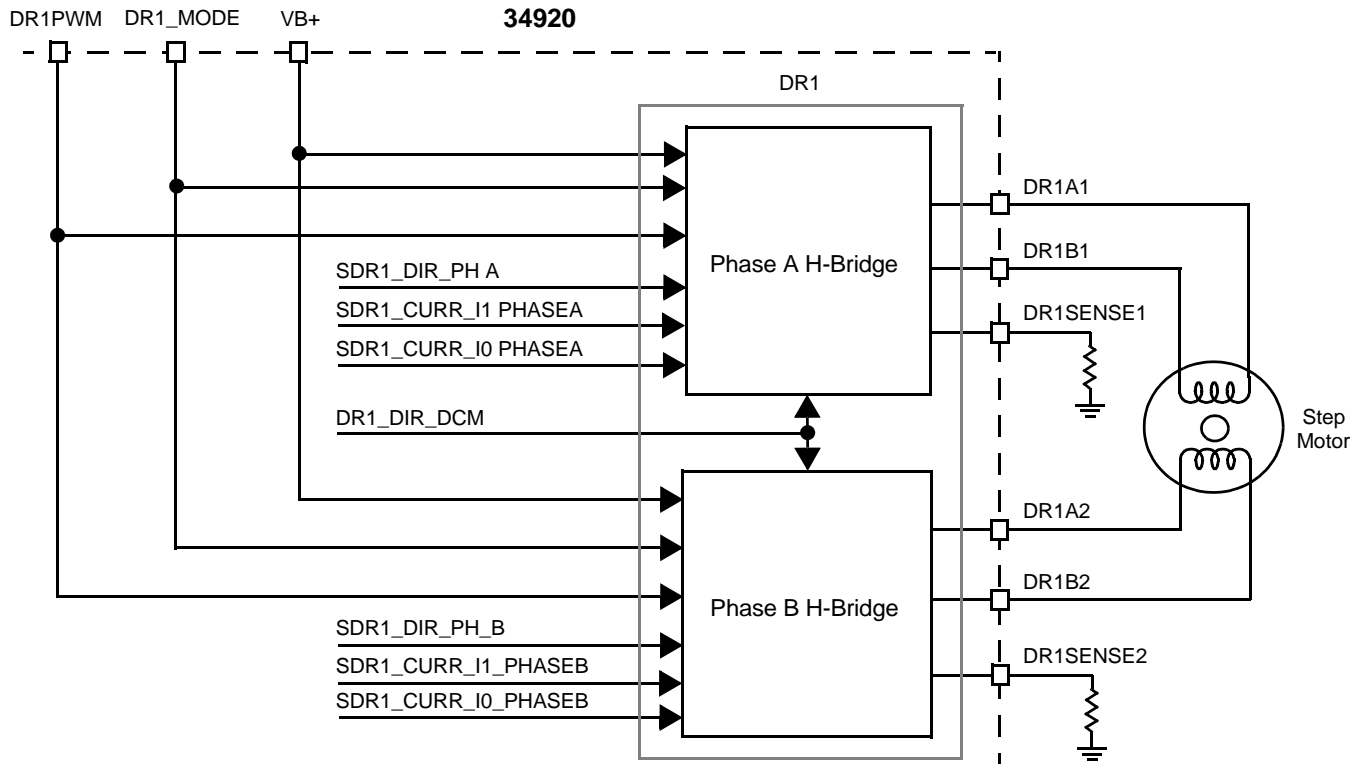 DR1PWM DR1_MODE VB+ 34920
DR1
DR1A1
DR1B1
Phase A H-Bridge
SDR1_DIR_PH A
SDR1_CURR_I1 PHASEA
DR1SENSE1
SDR1_CURR_I0 PHASEA
DR1_DIR_DCM
Step
Motor
DR1A2
DR1B2
Phase B H-Bridge
SDR1_DIR_PH_B
SDR1_CURR_I1_PHASEB
DR1SENSE2
SDR1_CURR_I0_PHASEB